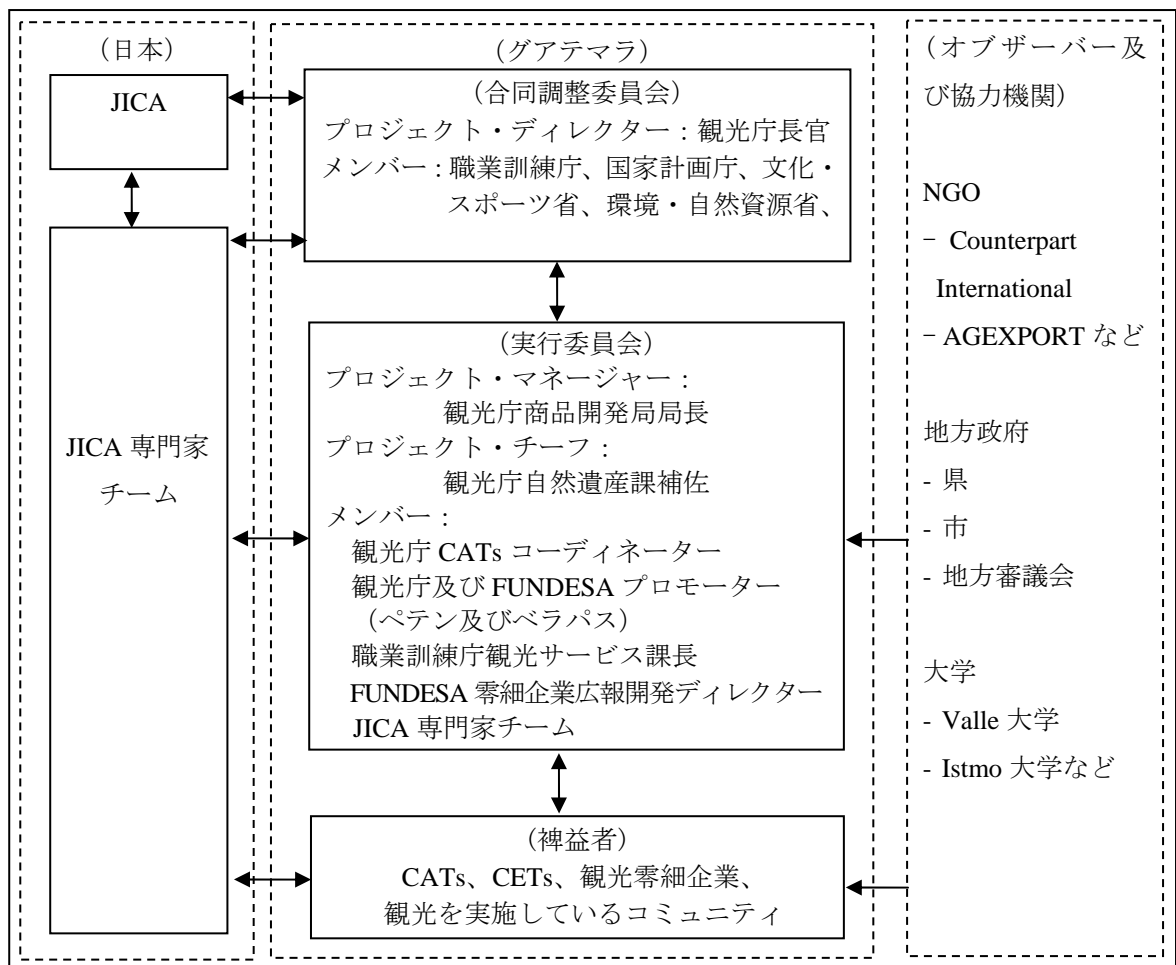 (日本)
JICA
JICA 専門家
チーム
(グアテマラ)
(合同調整委員会)
プロジェクト・ディレクター：観光庁長官
メンバー：職業訓練庁、国家計画庁、文化・
スポーツ省、環境・自然資源省、
(実行委員会)
プロジェクト・マネージャー：
観光庁商品開発局局長
プロジェクト・チーフ：
観光庁自然遺産課補佐
メンバー：
観光庁 CATs コーディネーター
観光庁及び FUNDESA プロモーター
(ペテン及びベラパス)
職業訓練庁観光サービス課長
FUNDESA 零細企業広報開発ディレクター
JICA 専門家チーム
(裨益者)
CATs、CETs、観光零細企業、
観光を実施しているコミュニティ
(オブザーバー及
び協力機関)
NGO
- Counterpart
International
- AGEXPORT など
地方政府
- 県
- 市
- 地方審議会
大学
- Valle 大学
- Istmo 大学など